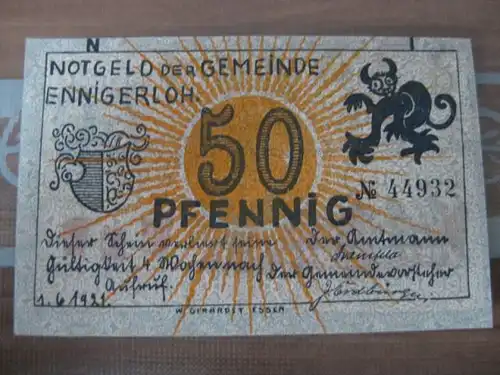 N I
NOTGELD DER GEMEINDE
ENNIGERLOH.
50
№ 44932
PFENNIG
Dieser Schein verliert seine
Gültigkeit 4 Wochen nach
Aufruf.
1.6.1921.
Der Amtmann
Der Gemeindevorsteher
W. GIRARDET ESSEN